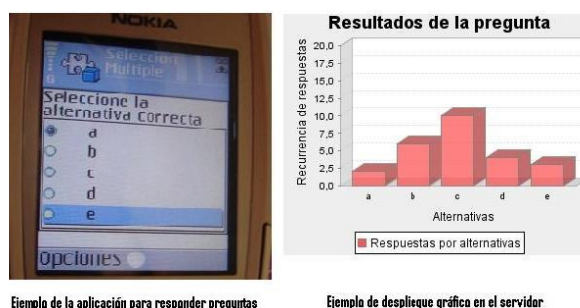 NOKIA
Selección
Multiple
Seleccione la
alternativa correcta
a
b
c
d
e
Opciones
Ejemplo de la aplicación para responder preguntas
Resultados de la pregunta
Recurrencia de respuestas
20,0
17,5
15,0
12,5
10,0
7,5
5,0
2,5
0,0
a
b
c
d
e
Alternativas
Respuestas por alternativas
Ejemplo de despliegue gráfico en el servidor